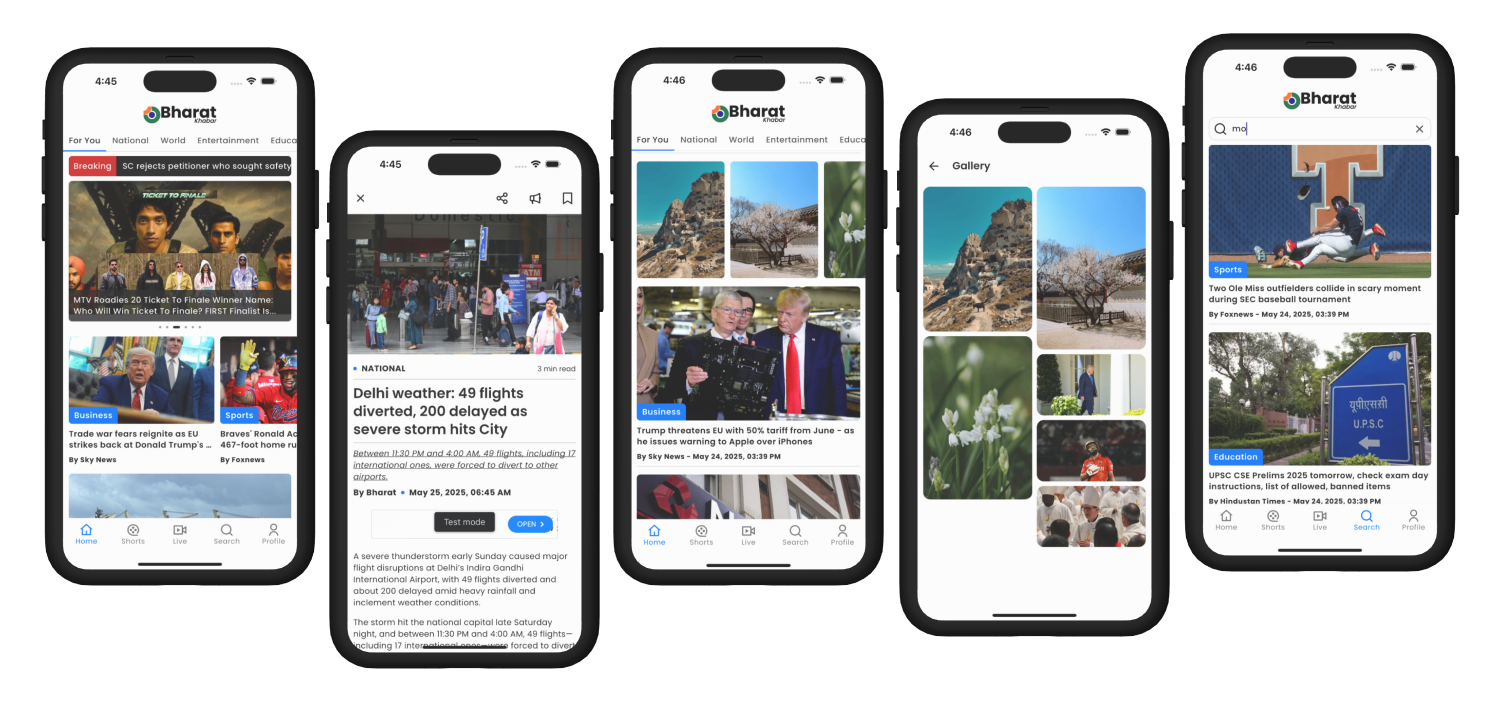 4:45
Bharat
Khabar
For You National World Entertainment Educa
Breaking SC rejects petitioner who sought safety
TICKET TO FINALE
MTV Roadies 20 Ticket To Finale Winner Name:
Who Will Win Ticket To Finale? FIRST Finalist Is...
Business
Trade war fears reignite as EU
strikes back at Donald Trump's ...
By Sky News
Sports
Braves' Ronald Ac
467-foot home ru
By Foxnews
Home Shorts Live Search Profile
4:45
Domestic
ATM
NATIONAL 3 min read
Delhi weather: 49 flights
diverted, 200 delayed as
severe storm hits City
Between 11:30 PM and 4:00 AM, 49 flights, including 17
international ones, were forced to divert to other
airports.
By Bharat • May 25, 2025, 06:45 AM
Test mode OPEN
A severe thunderstorm early Sunday caused major
flight disruptions at Delhi's Indira Gandhi
International Airport, with 49 flights diverted and
about 200 delayed amid heavy rainfall and
inclement weather conditions.
The storm hit the national capital late Saturday
night, and between 11:30 PM and 4:00 AM, 49 flights—
including 17 international ones—were forced to divert
4:46
Bharat
Khabar
For You National World Entertainment Educa
Business
Trump threatens EU with 50% tariff from June - as
he issues warning to Apple over iPhones
By Sky News - May 24, 2025, 03:39 PM
Home Shorts Live Search Profile
4:46
Gallery
4:46
Bharat
Khabar
mo
T
Sports
Two Ole Miss outfielders collide in scary moment
during SEC baseball tournament
By Foxnews - May 24, 2025, 03:39 PM
यूपीएससी
U.P.S.C
Education
UPSC CSE Prelims 2025 tomorrow, check exam day
instructions, list of allowed, banned items
By Hindustan Times - May 24, 2025, 03:39 PM
Home Shorts Live Search Profile